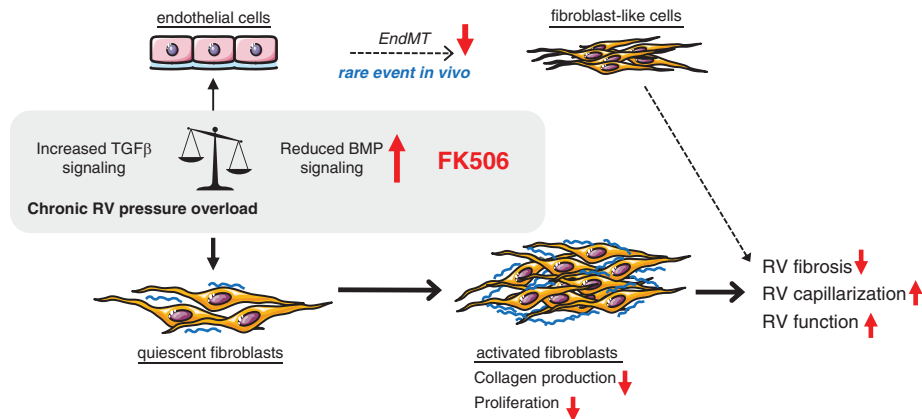 endothelial cells
EndMT
rare event in vivo
fibroblast-like cells
Increased TGFβ
signaling
Reduced BMP
signaling
FK506
Chronic RV pressure overload
quiescent fibroblasts
activated fibroblasts
Collagen production
Proliferation
RV fibrosis
RV capillarization
RV function